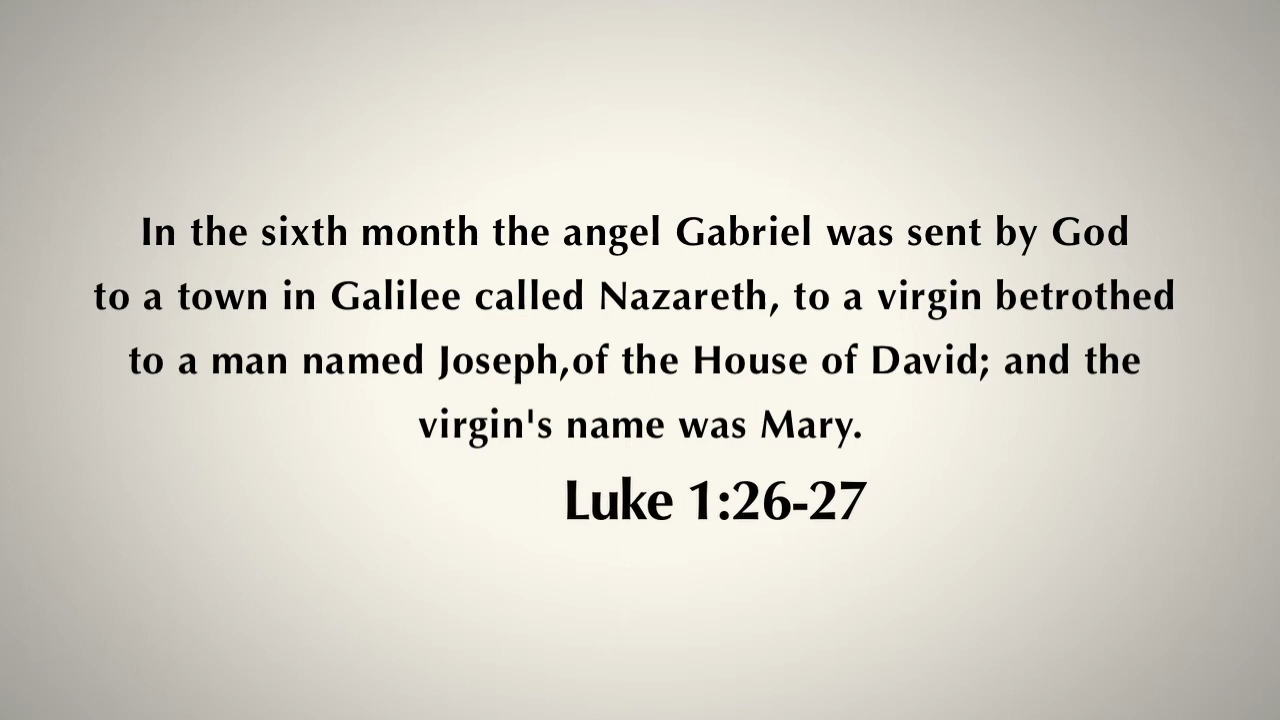 In the sixth month the angel Gabriel was sent by God
to a town in Galilee called Nazareth, to a virgin betrothed
to a man named Joseph,of the House of David; and the
virgin's name was Mary.
Luke 1:26-27